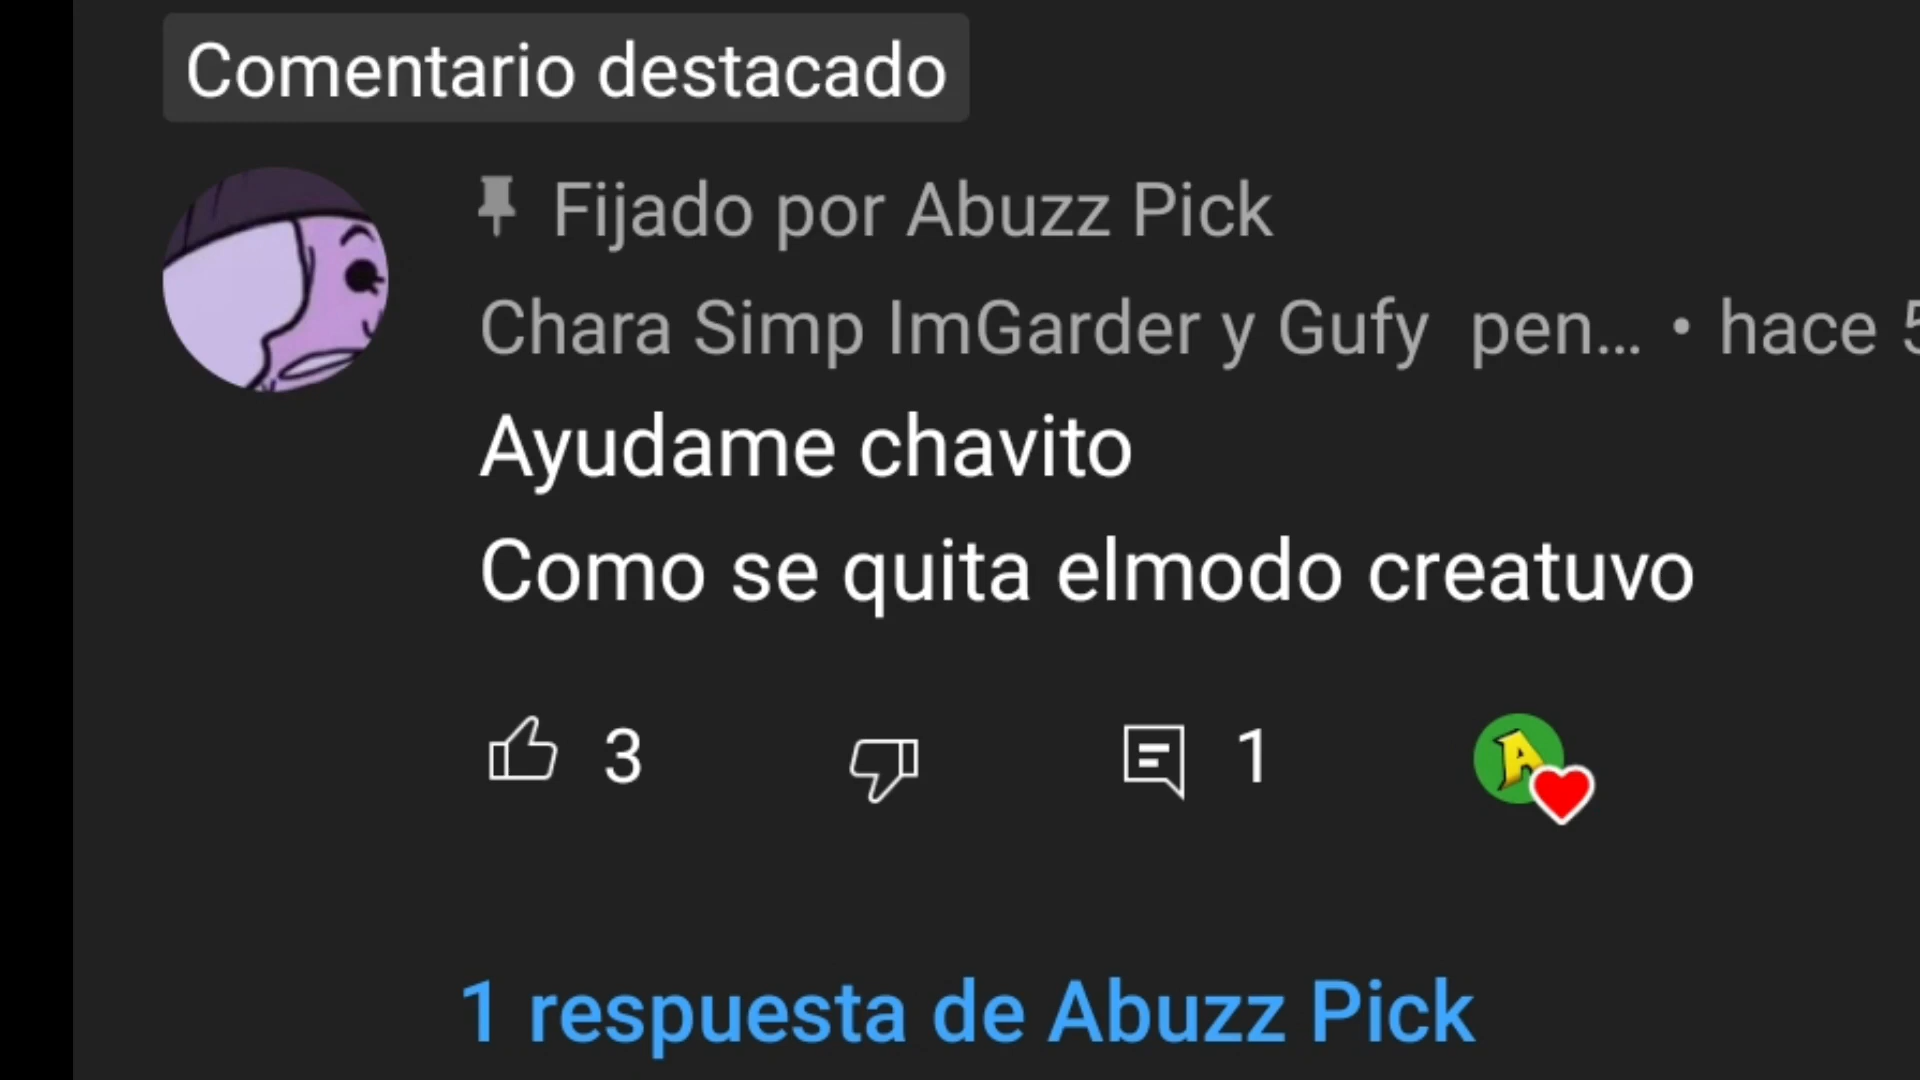 Comentario destacado
Fijado por Abuzz Pick
Chara Simp ImGarder y Gufy pen... • hace 5
Ayudame chavito
Como se quita elmodo creatuvo
3
1
A
1 respuesta de Abuzz Pick